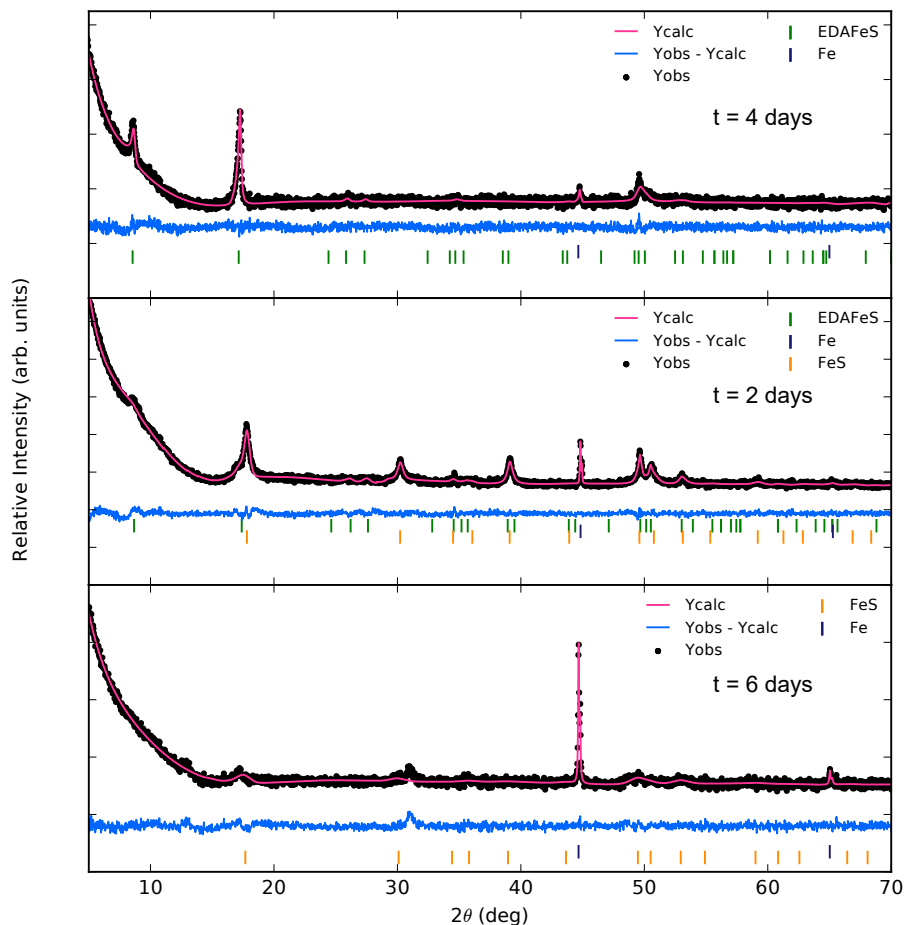 Relative Intensity (arb. units)
Ycalc
Yobs - Ycalc
Yobs
EDAFeS
Fe
t = 4 days
Ycalc
Yobs - Ycalc
Yobs
EDAFeS
Fe
FeS
t = 2 days
Ycalc
Yobs - Ycalc
Yobs
FeS
Fe
t = 6 days
10 20 30 40 50 60 70
2θ (deg)